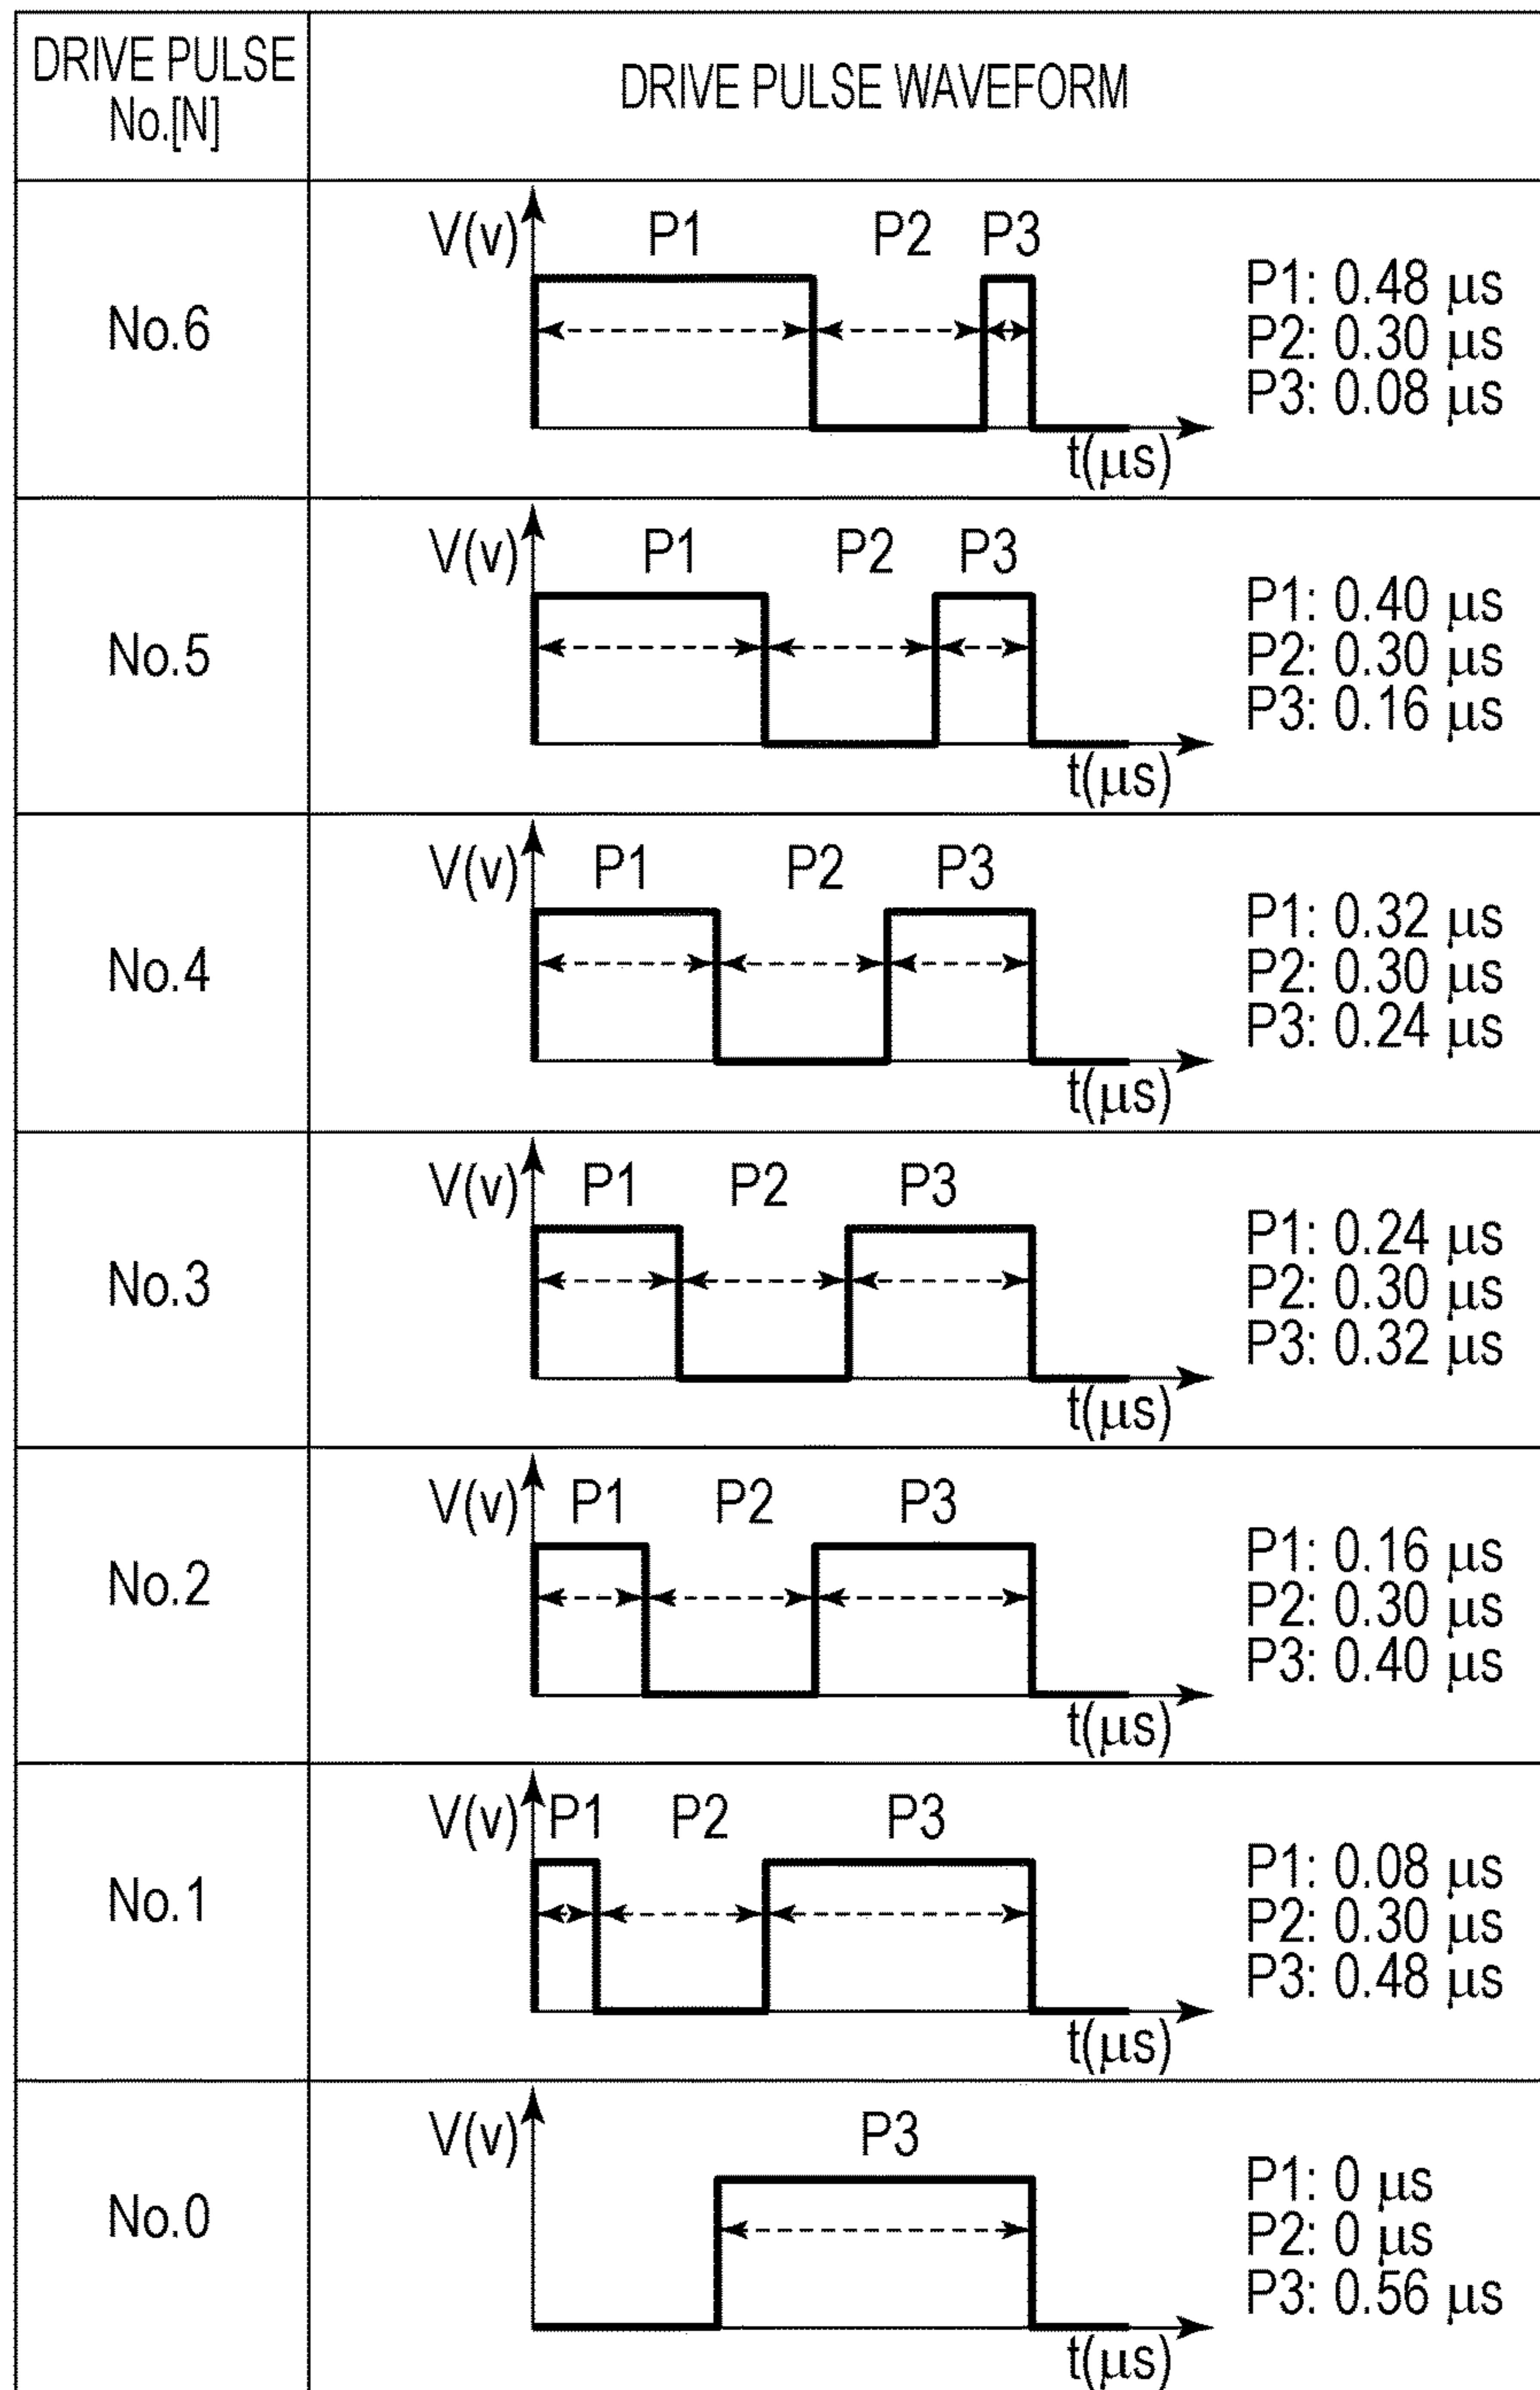 DRIVE PULSE
No.[N]
DRIVE PULSE WAVEFORM
No.6
V(v)
P1
P2
P3
t(μs)
P1: 0.48 μs
P2: 0.30 μs
P3: 0.08 μs
No.5
V(v)
P1
P2
P3
t(μs)
P1: 0.40 μs
P2: 0.30 μs
P3: 0.16 μs
No.4
V(v)
P1
P2
P3
t(μs)
P1: 0.32 μs
P2: 0.30 μs
P3: 0.24 μs
No.3
V(v)
P1
P2
P3
t(μs)
P1: 0.24 μs
P2: 0.30 μs
P3: 0.32 μs
No.2
V(v)
P1
P2
P3
t(μs)
P1: 0.16 μs
P2: 0.30 μs
P3: 0.40 μs
No.1
V(v)
P1
P2
P3
t(μs)
P1: 0.08 μs
P2: 0.30 μs
P3: 0.48 μs
No.0
V(v)
P3
t(μs)
P1: 0 μs
P2: 0 μs
P3: 0.56 μs